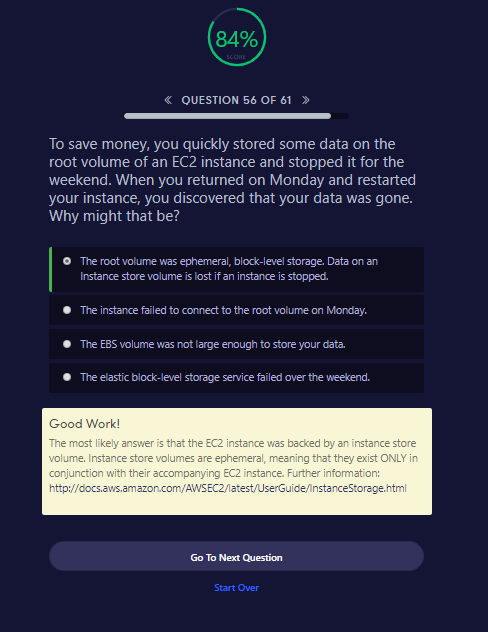 84%
SCORE
« QUESTION 56 OF 61 »
To save money, you quickly stored some data on the
root volume of an EC2 instance and stopped it for the
weekend. When you returned on Monday and restarted
your instance, you discovered that your data was gone.
Why might that be?
The root volume was ephemeral, block-level storage. Data on an
Instance store volume is lost if an instance is stopped.
The instance failed to connect to the root volume on Monday.
The EBS volume was not large enough to store your data.
The elastic block-level storage service failed over the weekend.
Good Work!
The most likely answer is that the EC2 instance was backed by an instance store
volume. Instance store volumes are ephemeral, meaning that they exist ONLY in
conjunction with their accompanying EC2 instance. Further information:
http://docs.aws.amazon.com/AWSEC2/latest/UserGuide/InstanceStorage.html
Go To Next Question
Start Over